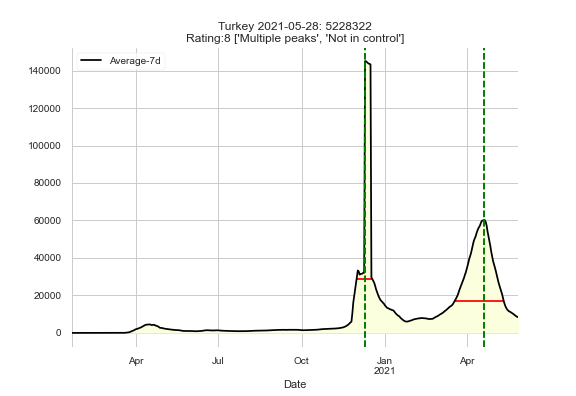 Turkey 2021-05-28: 5228322
Rating:8 ['Multiple peaks', 'Not in control']
Average-7d
140000
120000
100000
80000
60000
40000
20000
0
Apr
Jul
Oct
Jan
2021
Apr
Date